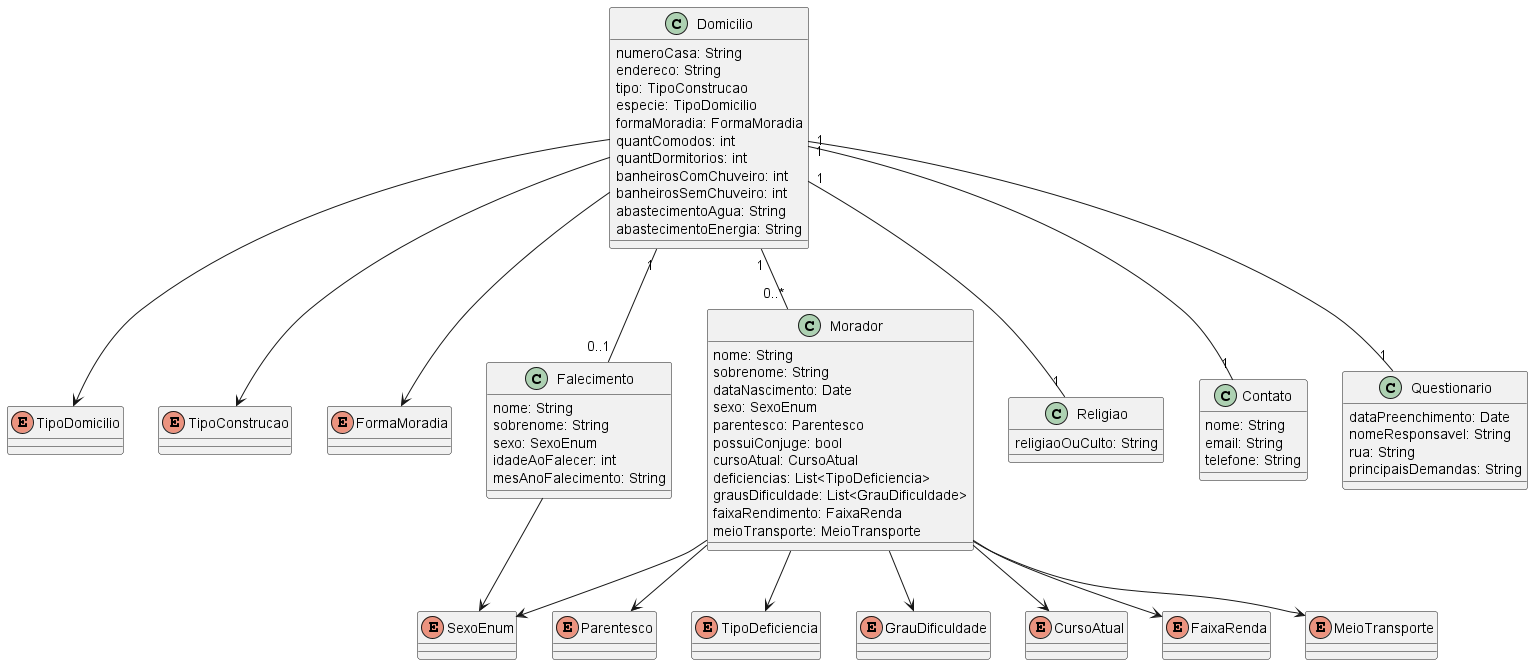 C Domicilio
numeroCasa: String
endereco: String
tipo: TipoConstrucao
especie: TipoDomicilio
formaMoradia: FormaMoradia
quantComodos: int
quantDormitorios: int
banheirosComChuveiro: int
banheirosSemChuveiro: int
abastecimentoAgua: String
abastecimentoEnergia: String
1
1
1
1
1
0..*
0..1
C Morador
nome: String
sobrenome: String
dataNascimento: Date
sexo: SexoEnum
parentesco: Parentesco
possuiConjuge: bool
cursoAtual: CursoAtual
deficiencias: List<TipoDeficiencia>
grausDificuldade: List<GrauDificuldade>
faixaRendimento: FaixaRenda
meioTransporte: MeioTransporte
C Falecimento
nome: String
sobrenome: String
sexo: SexoEnum
idadeAoFalecer: int
mesAnoFalecimento: String
1
1
1
C Religiao
religiaoOuCulto: String
C Contato
nome: String
email: String
telefone: String
C Questionario
dataPreenchimento: Date
nomeResponsavel: String
rua: String
principaisDemandas: String
E TipoDomicilio
E TipoConstrucao
E FormaMoradia
E SexoEnum
E Parentesco
E TipoDeficiencia
E GrauDificuldade
E CursoAtual
E FaixaRenda
E MeioTransporte